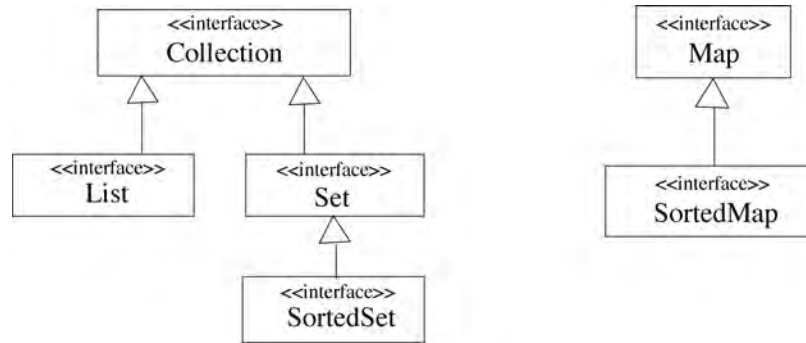 <<interface>>
Collection
<<interface>>
Map
<<interface>>
List
<<interface>>
Set
<<interface>>
SortedMap
<<interface>>
SortedSet